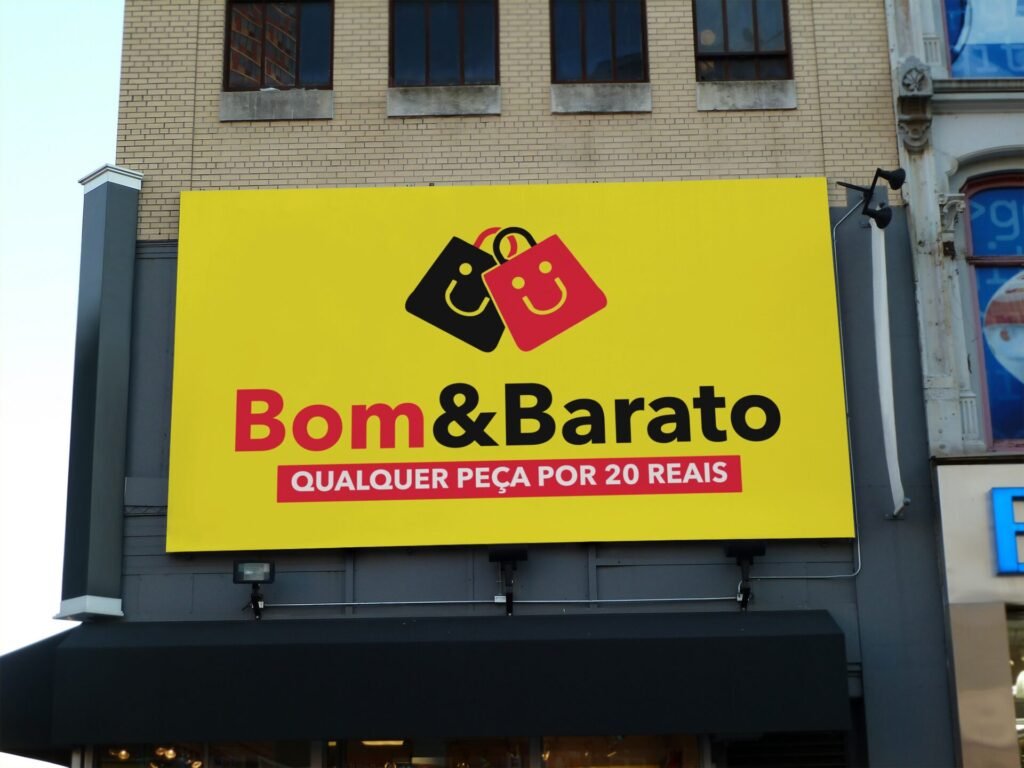 Bom&Barato
QUALQUER PEÇA POR 20 REAIS
>g